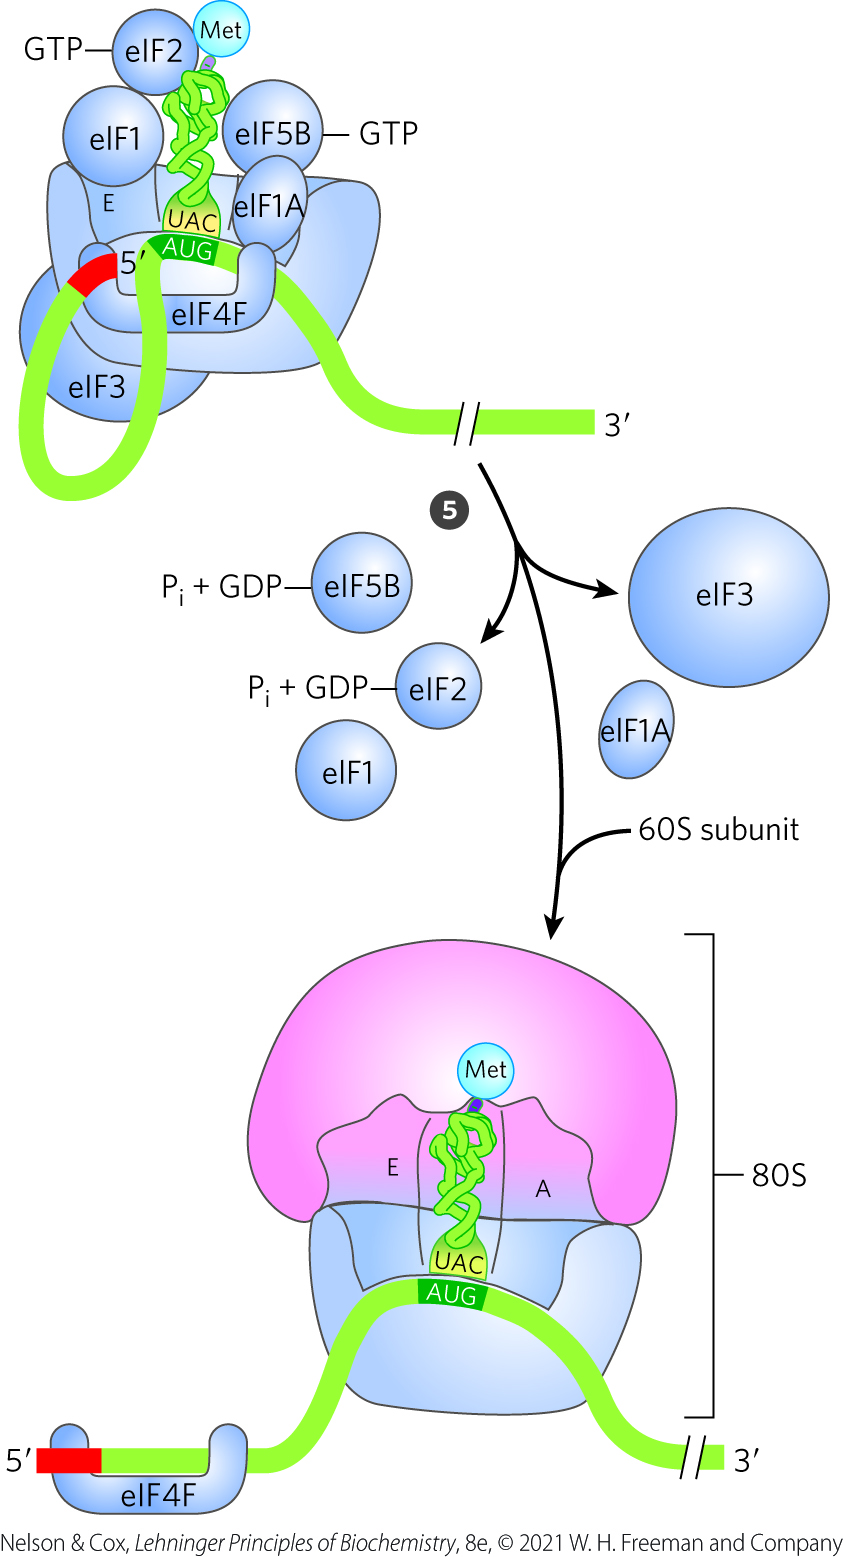 Met
GTP
eIF2
eIF1
eIF5B
GTP
E
eIF1A
UAC
AUG
5′
eIF4F
eIF3
3′
5
eIF5B
Pi + GDP
eIF3
Pi + GDP
eIF2
eIF1A
eIF1
60S subunit
Met
E
A
80S
UAC
AUG
5′
3′
eIF4F
Nelson & Cox, Lehninger Principles of Biochemistry, 8e, © 2021 W. H. Freeman and Company